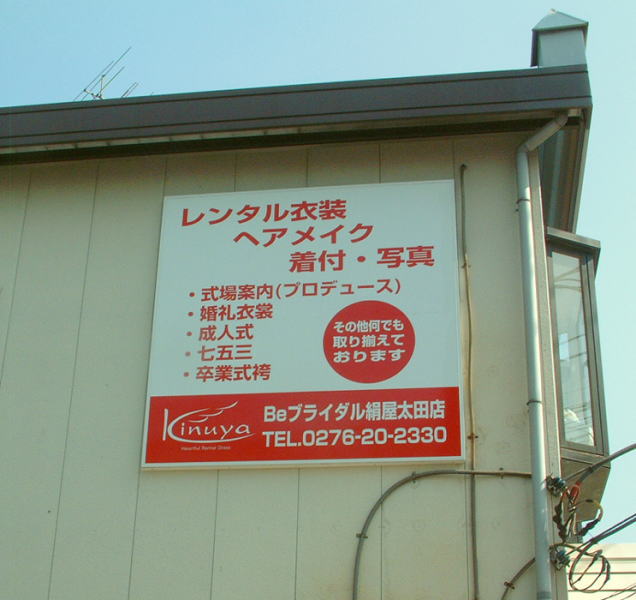 レンタル衣装
ヘアメイク
着付・写真
・式場案内(プロデュース)
・婚礼衣裳
・成人式
・七五三
・卒業式袴
その他何でも
取り揃えて
おります
Kinuya
Heartful Rental Dress
Beブライダル絹屋太田店
TEL.0276-20-2330